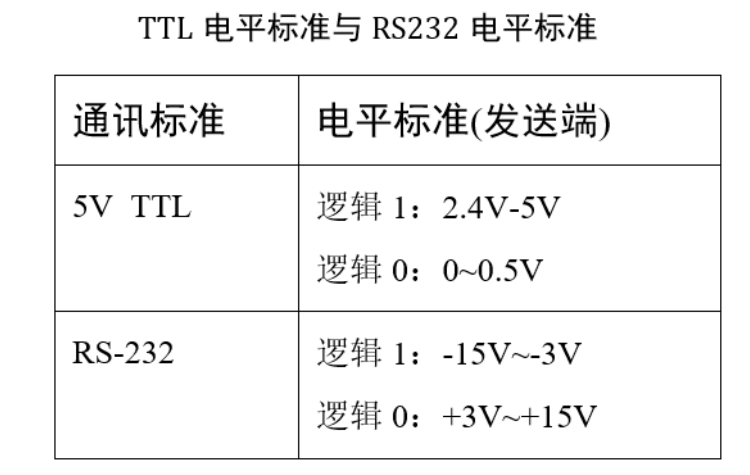 TTL 电平标准与 RS232 电平标准
通讯标准 电平标准(发送端)
5V TTL 逻辑 1：2.4V-5V
逻辑 0：0~0.5V
RS-232 逻辑 1：-15V~-3V
逻辑 0：+3V~+15V